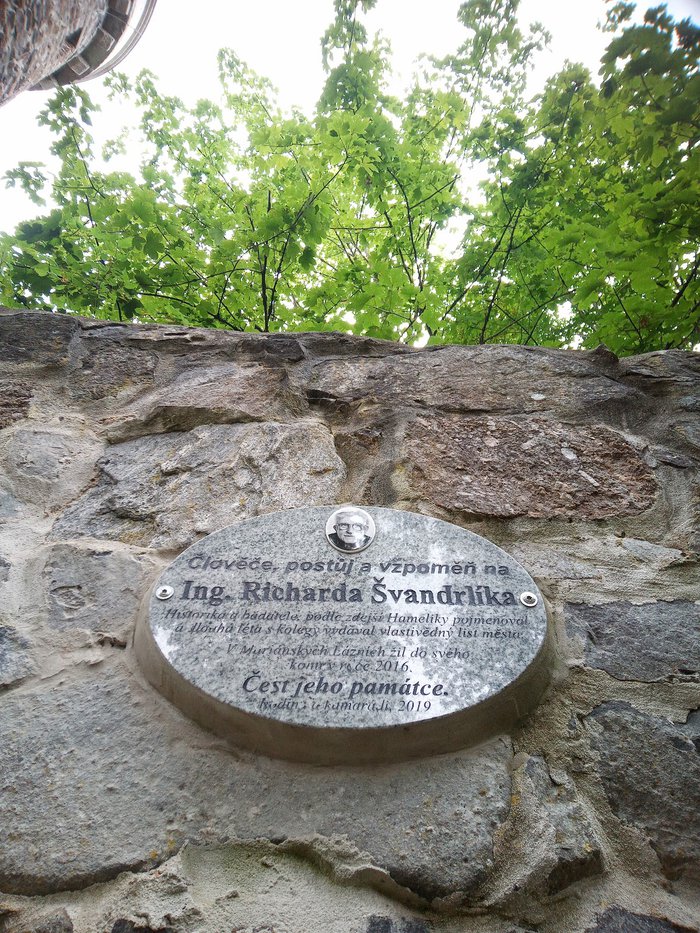 Člověče, postůj a vzpomeň na
Ing. Richarda Švandrlíka
Historika a badatele, podle zdejší Hameliky pojmenoval
a dlouhá léta s kolegy vydával vlastivědný list města.
V Mariánských Lázních žil do svého
konce v roce 2016.
Čest jeho památce.
Rodina a kamarádi, 2019